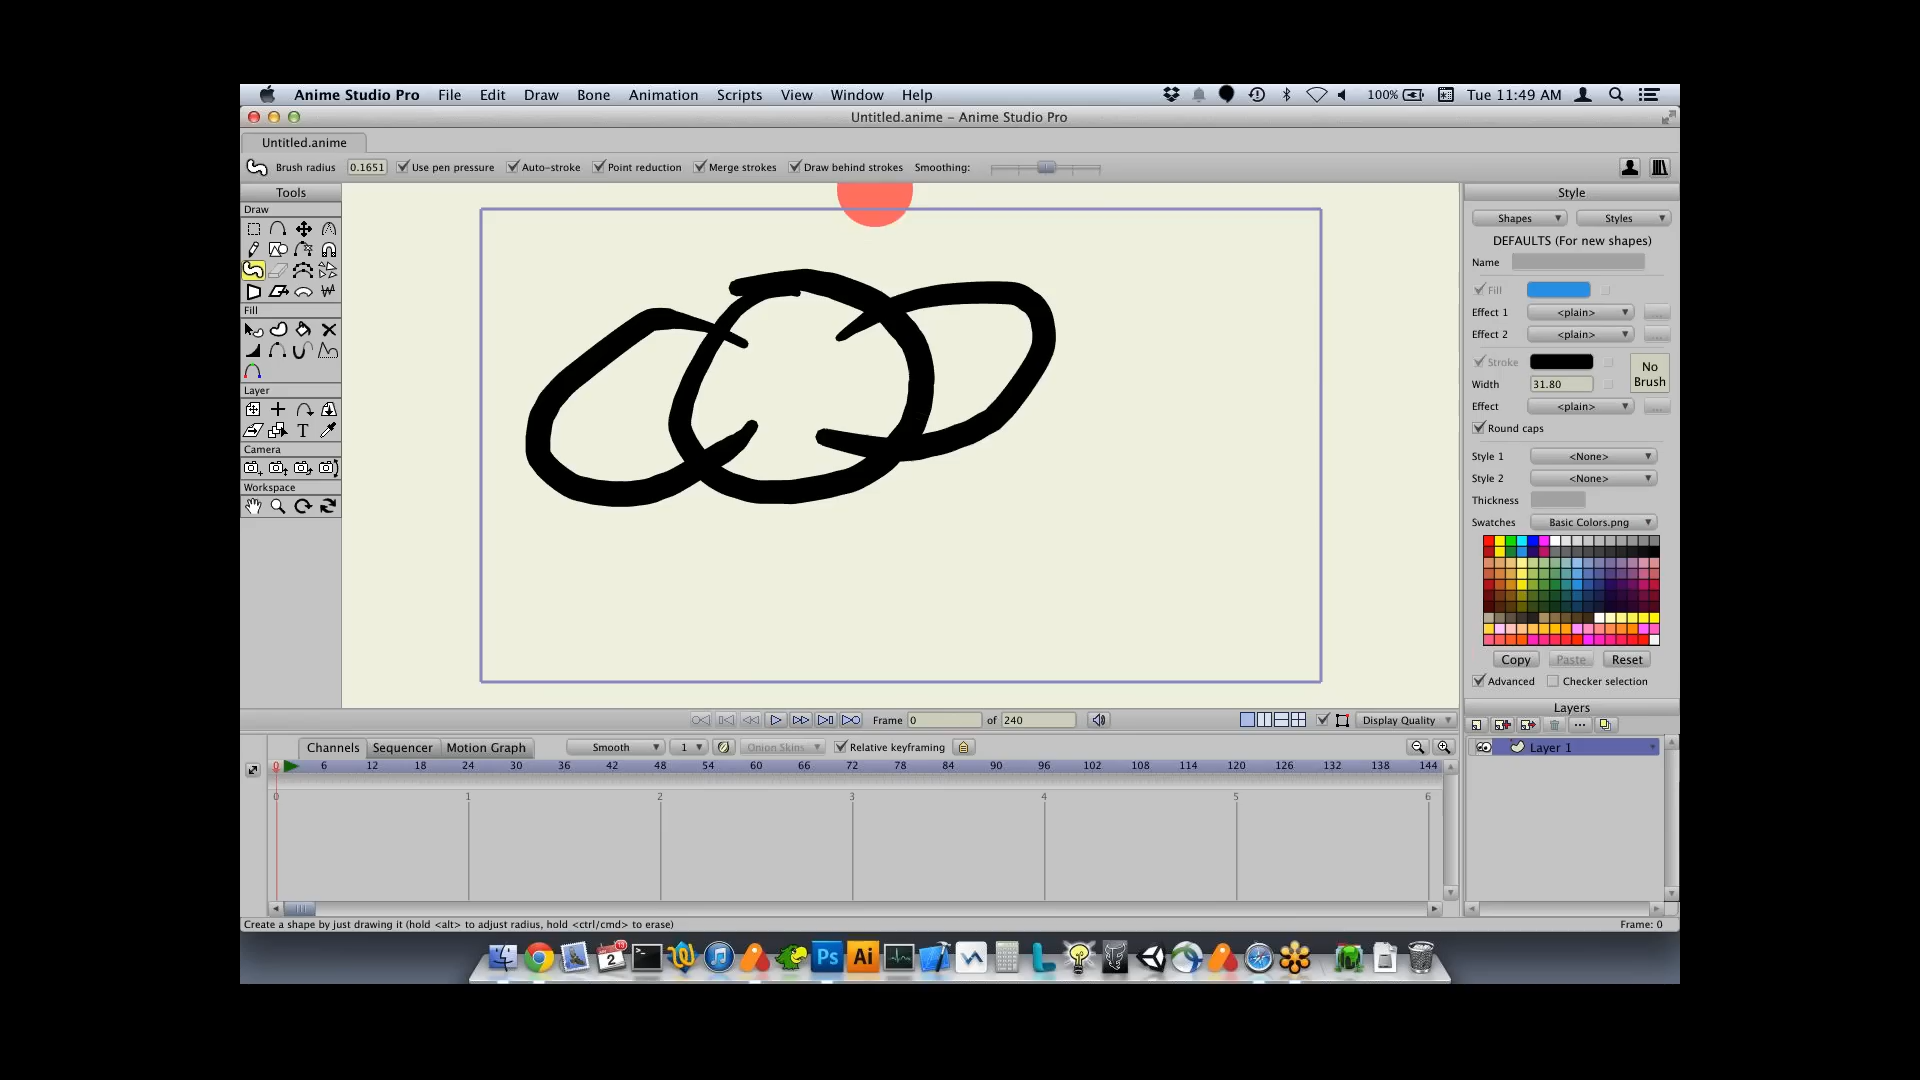 Anime Studio Pro File Edit Draw Bone Animation Scripts View Window Help 100% Tue 11:49 AM
Untitled.anime – Anime Studio Pro
Untitled.anime
Brush radius 0.1651 Use pen pressure Auto-stroke Point reduction Merge strokes Draw behind strokes Smoothing:
Tools
Draw
Fill
Layer
T
Camera
Workspace
Style
Shapes Styles
DEFAULTS (For new shapes)
Name
Fill
Effect 1 <plain> ...
Effect 2 <plain> ...
Stroke
No Brush
Width 31.80
Effect <plain> ...
Round caps
Style 1 <None>
Style 2 <None>
Thickness
Swatches Basic Colors.png
Copy Paste Reset
Advanced Checker selection
Frame 0 of 240 Display Quality
Layers
Layer 1
Channels Sequencer Motion Graph Smooth 1 Onion Skins Relative keyframing
0 6 12 18 24 30 36 42 48 54 60 66 72 78 84 90 96 102 108 114 120 126 132 138 144
0 1 2 3 4 5 6
Create a shape by just drawing it (hold <alt> to adjust radius, hold <ctrl/cmd> to erase) Frame: 0
2 Ps Ai